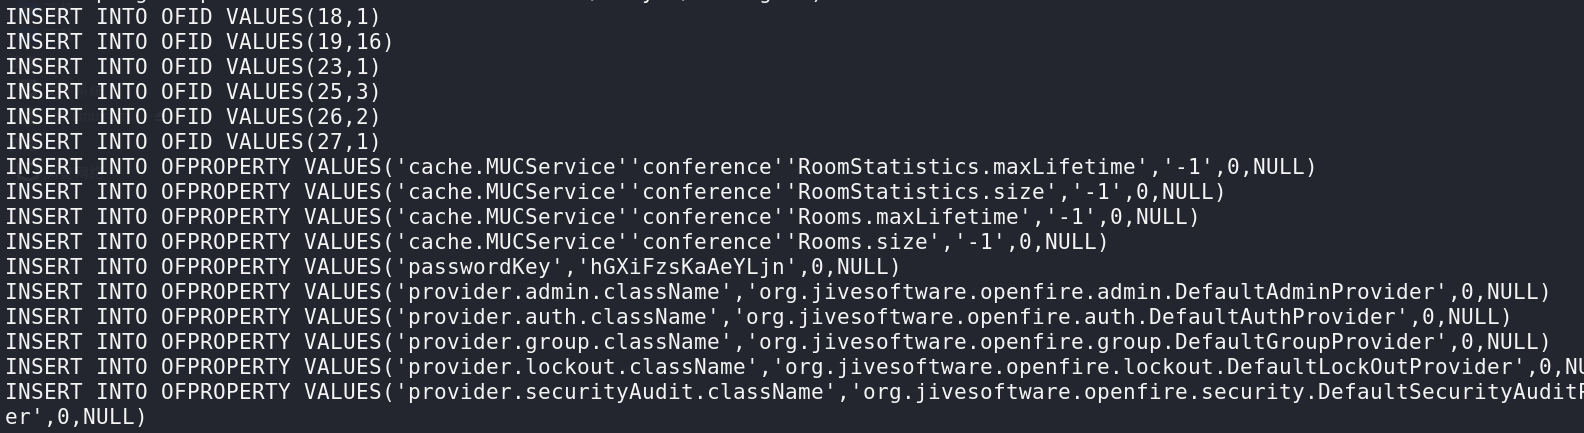 INSERT INTO OFID VALUES(18,1)
INSERT INTO OFID VALUES(19,16)
INSERT INTO OFID VALUES(23,1)
INSERT INTO OFID VALUES(25,3)
INSERT INTO OFID VALUES(26,2)
INSERT INTO OFID VALUES(27,1)
INSERT INTO OFPROPERTY VALUES('cache.MUCService''conference''RoomStatistics.maxLifetime','-1',0,NULL)
INSERT INTO OFPROPERTY VALUES('cache.MUCService''conference''RoomStatistics.size','-1',0,NULL)
INSERT INTO OFPROPERTY VALUES('cache.MUCService''conference''Rooms.maxLifetime','-1',0,NULL)
INSERT INTO OFPROPERTY VALUES('cache.MUCService''conference''Rooms.size','-1',0,NULL)
INSERT INTO OFPROPERTY VALUES('passwordKey','hGXiFzsKaAeYLjn',0,NULL)
INSERT INTO OFPROPERTY VALUES('provider.admin.className','org.jivesoftware.openfire.admin.DefaultAdminProvider',0,NULL)
INSERT INTO OFPROPERTY VALUES('provider.auth.className','org.jivesoftware.openfire.auth.DefaultAuthProvider',0,NULL)
INSERT INTO OFPROPERTY VALUES('provider.group.className','org.jivesoftware.openfire.group.DefaultGroupProvider',0,NULL)
INSERT INTO OFPROPERTY VALUES('provider.lockout.className','org.jivesoftware.openfire.lockout.DefaultLockOutProvider',0,NU
INSERT INTO OFPROPERTY VALUES('provider.securityAudit.className','org.jivesoftware.openfire.security.DefaultSecurityAudit
er',0,NULL)